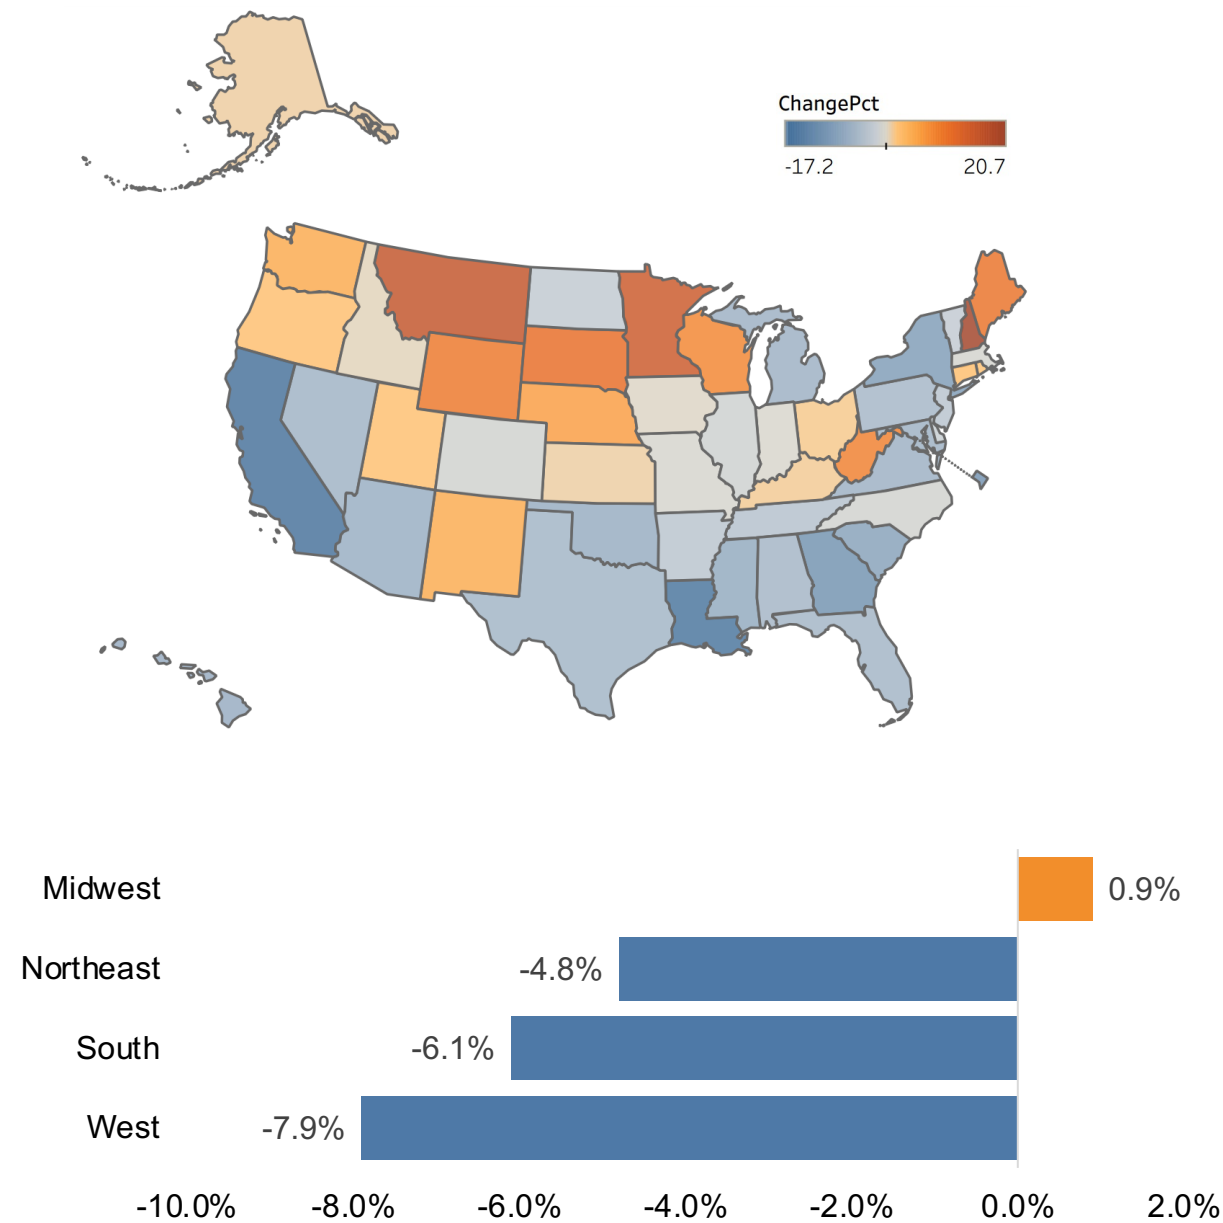 ChangePct
-17.2 20.7
Midwest 0.9%
Northeast -4.8%
South -6.1%
West -7.9%
-10.0% -8.0% -6.0% -4.0% -2.0% 0.0% 2.0%